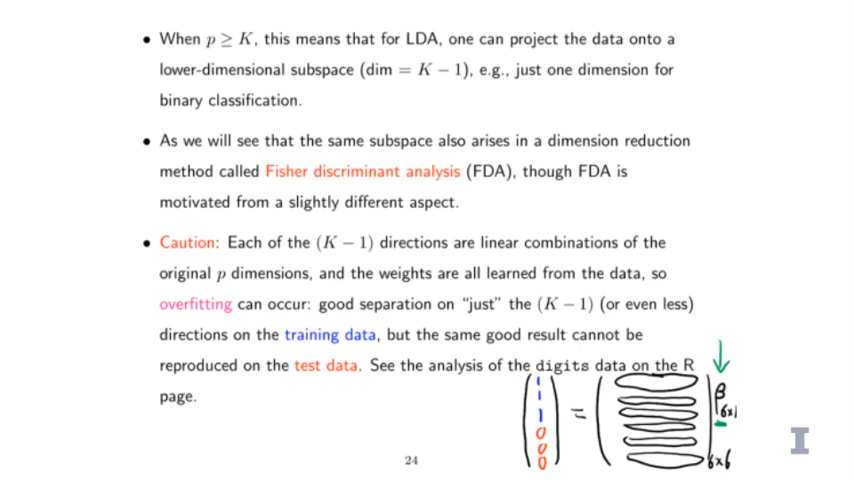 • When p ≥ K, this means that for LDA, one can project the data onto a
lower-dimensional subspace (dim = K − 1), e.g., just one dimension for
binary classification.
• As we will see that the same subspace also arises in a dimension reduction
method called Fisher discriminant analysis (FDA), though FDA is
motivated from a slightly different aspect.
• Caution: Each of the (K − 1) directions are linear combinations of the
original p dimensions, and the weights are all learned from the data, so
overfitting can occur: good separation on “just” the (K − 1) (or even less)
directions on the training data, but the same good result cannot be
reproduced on the test data. See the analysis of the digits data on the R
page.
1
1
1
0
0
0
=
β
6x1
6x6
24
I